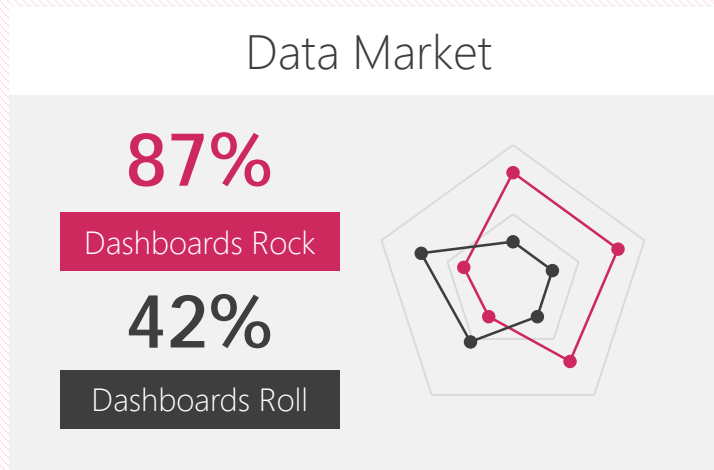 Data Market
87%
Dashboards Rock
42%
Dashboards Roll